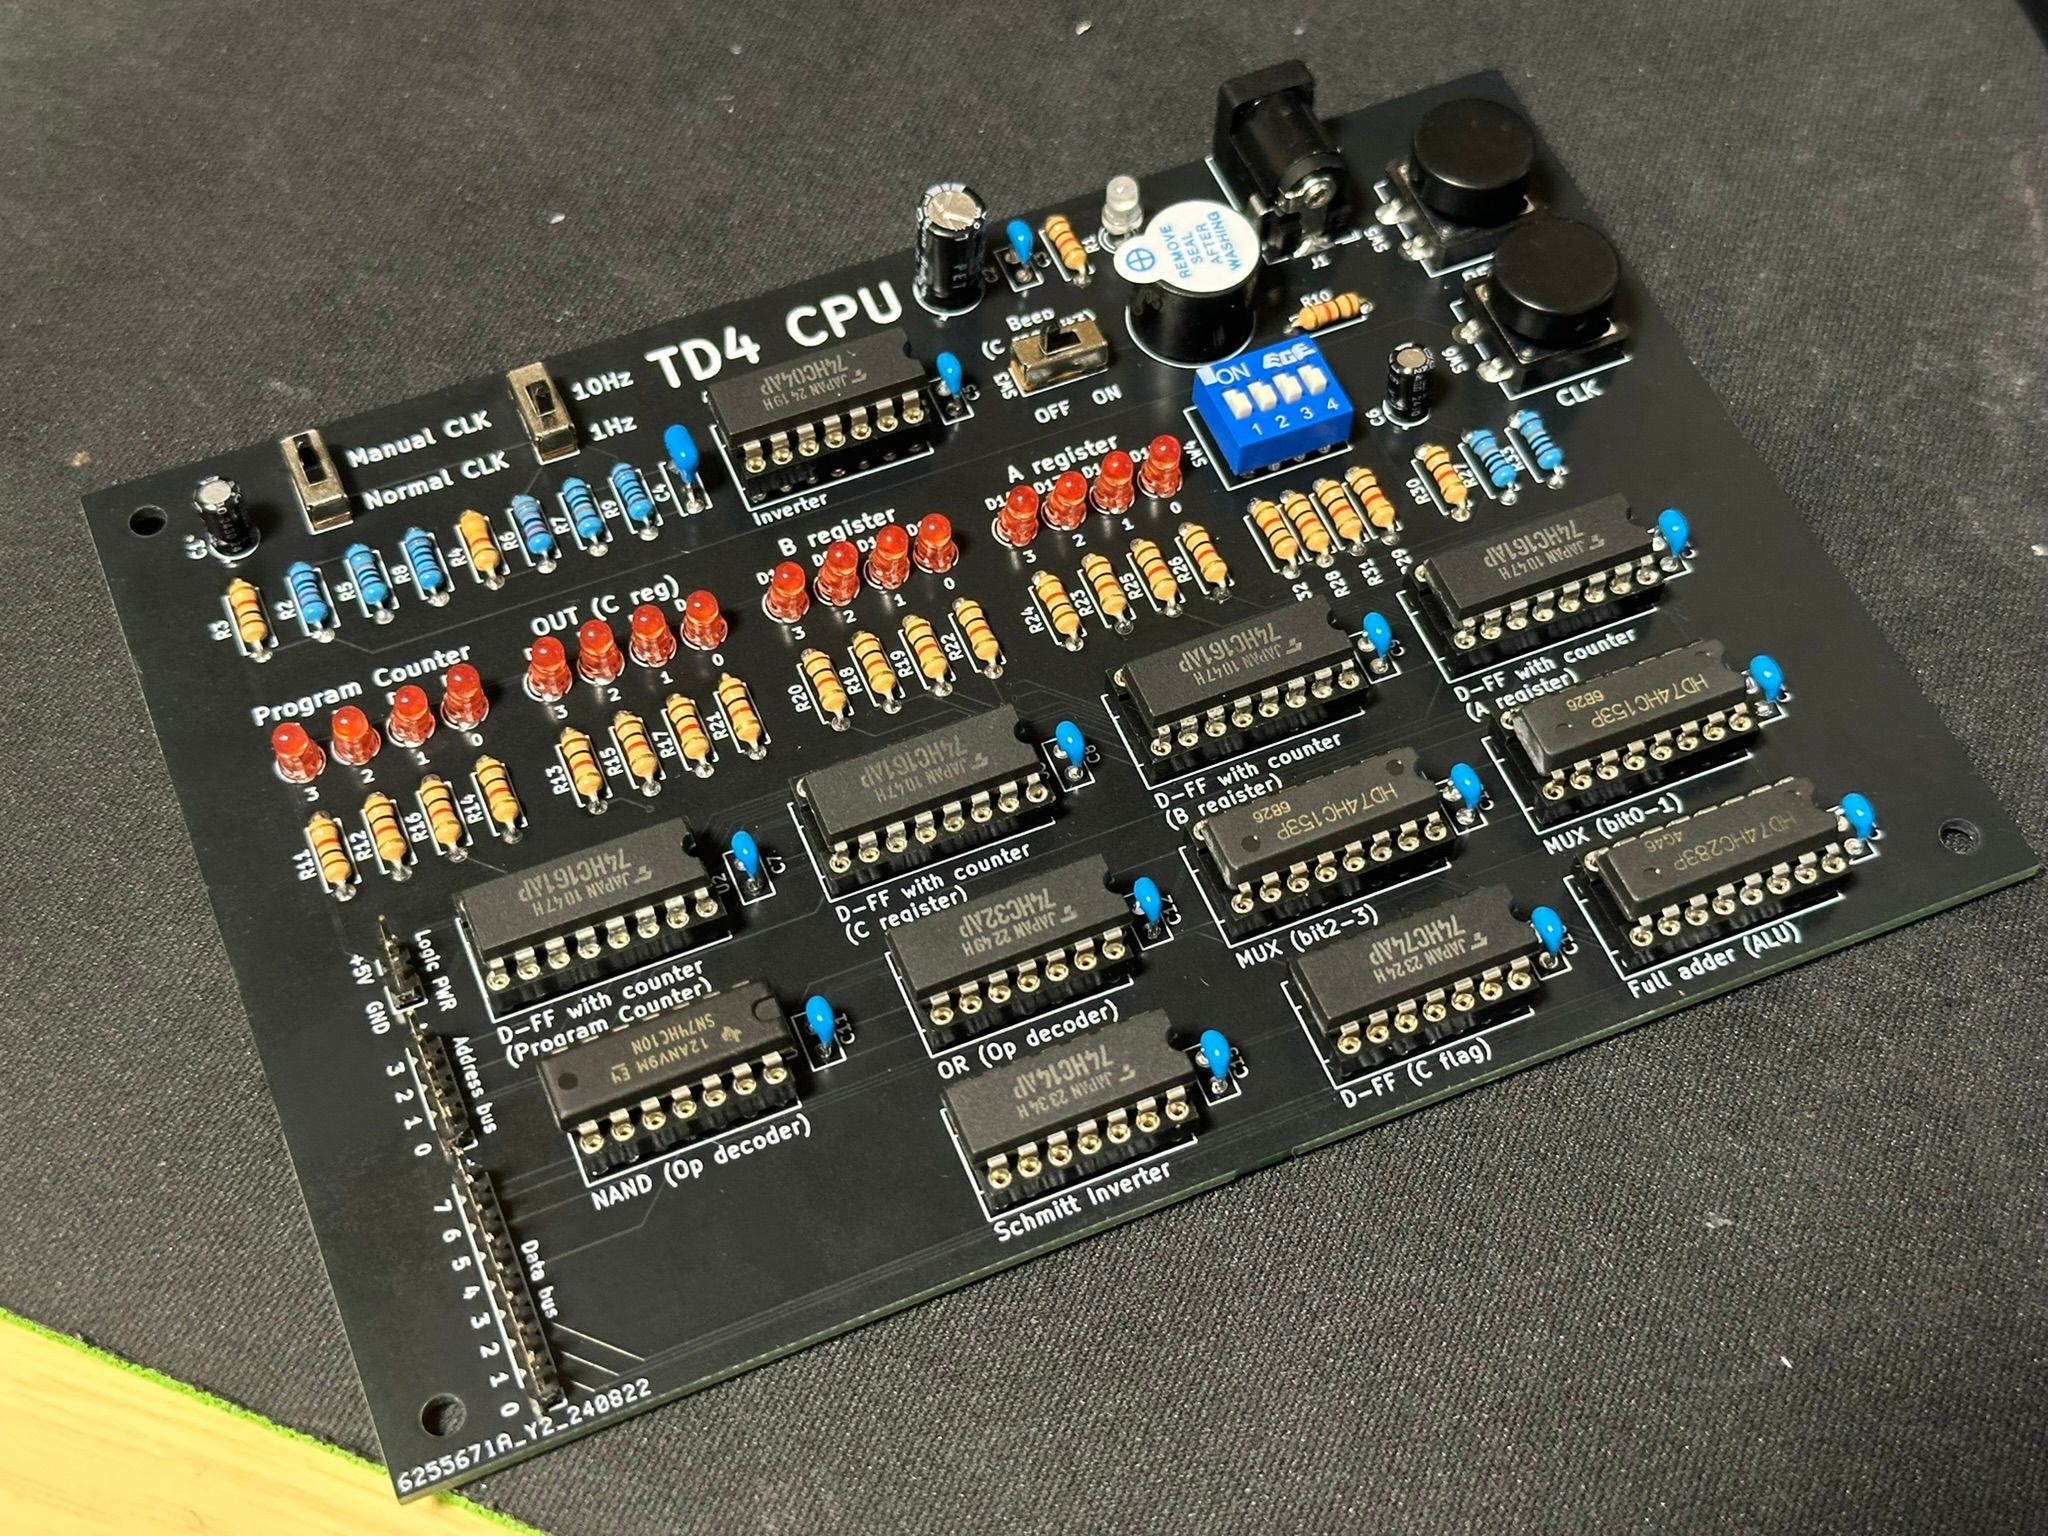 TD4 CPU
REMOVE
SEAL
AFTER
WASHING
J1
SW5
SW6
CLK
R10
Beep
SW3
OFF ON
ON
1 2 3 4
SW4
10Hz
1Hz
Manual CLK
Normal CLK
JAPAN 2419H
74HC04AP
Inverter
C5
C4
R3
R2
R5
R8
R4
R6
R7
R9
A register
3 2 1 0
B register
3 2 1 0
OUT (C reg)
3 2 1 0
Program Counter
3 2 1 0
R24
R23
R25
R26
R28
R31
R30
R27
R33
R20
R18
R19
R22
R13
R15
R17
R21
R11
R12
R16
R14
JAPAN 1047H
74HC161AP
D-FF with counter
(A register)
JAPAN 1047H
74HC161AP
D-FF with counter
(B register)
JAPAN 1047H
74HC161AP
D-FF with counter
(C register)
JAPAN 1047H
74HC161AP
U2
C7
D-FF with counter
(Program Counter)
6B26
HD74HC153P
MUX (bit0-1)
6B26
HD74HC153P
MUX (bit2-3)
4G46
HD74HC283P
Full adder (ALU)
JAPAN 2249H
74HC32AP
C12
OR (Op decoder)
JAPAN 2324H
74HC74AP
D-FF (C flag)
12ANV9M E4
SN74HC10N
C11
NAND (Op decoder)
JAPAN 2334H
74HC14AP
Schmitt Inverter
Logic PWR
+5V
GND
Address bus
3 2 1 0
Data bus
7 6 5 4 3 2 1 0
6255671A_Y2_240822